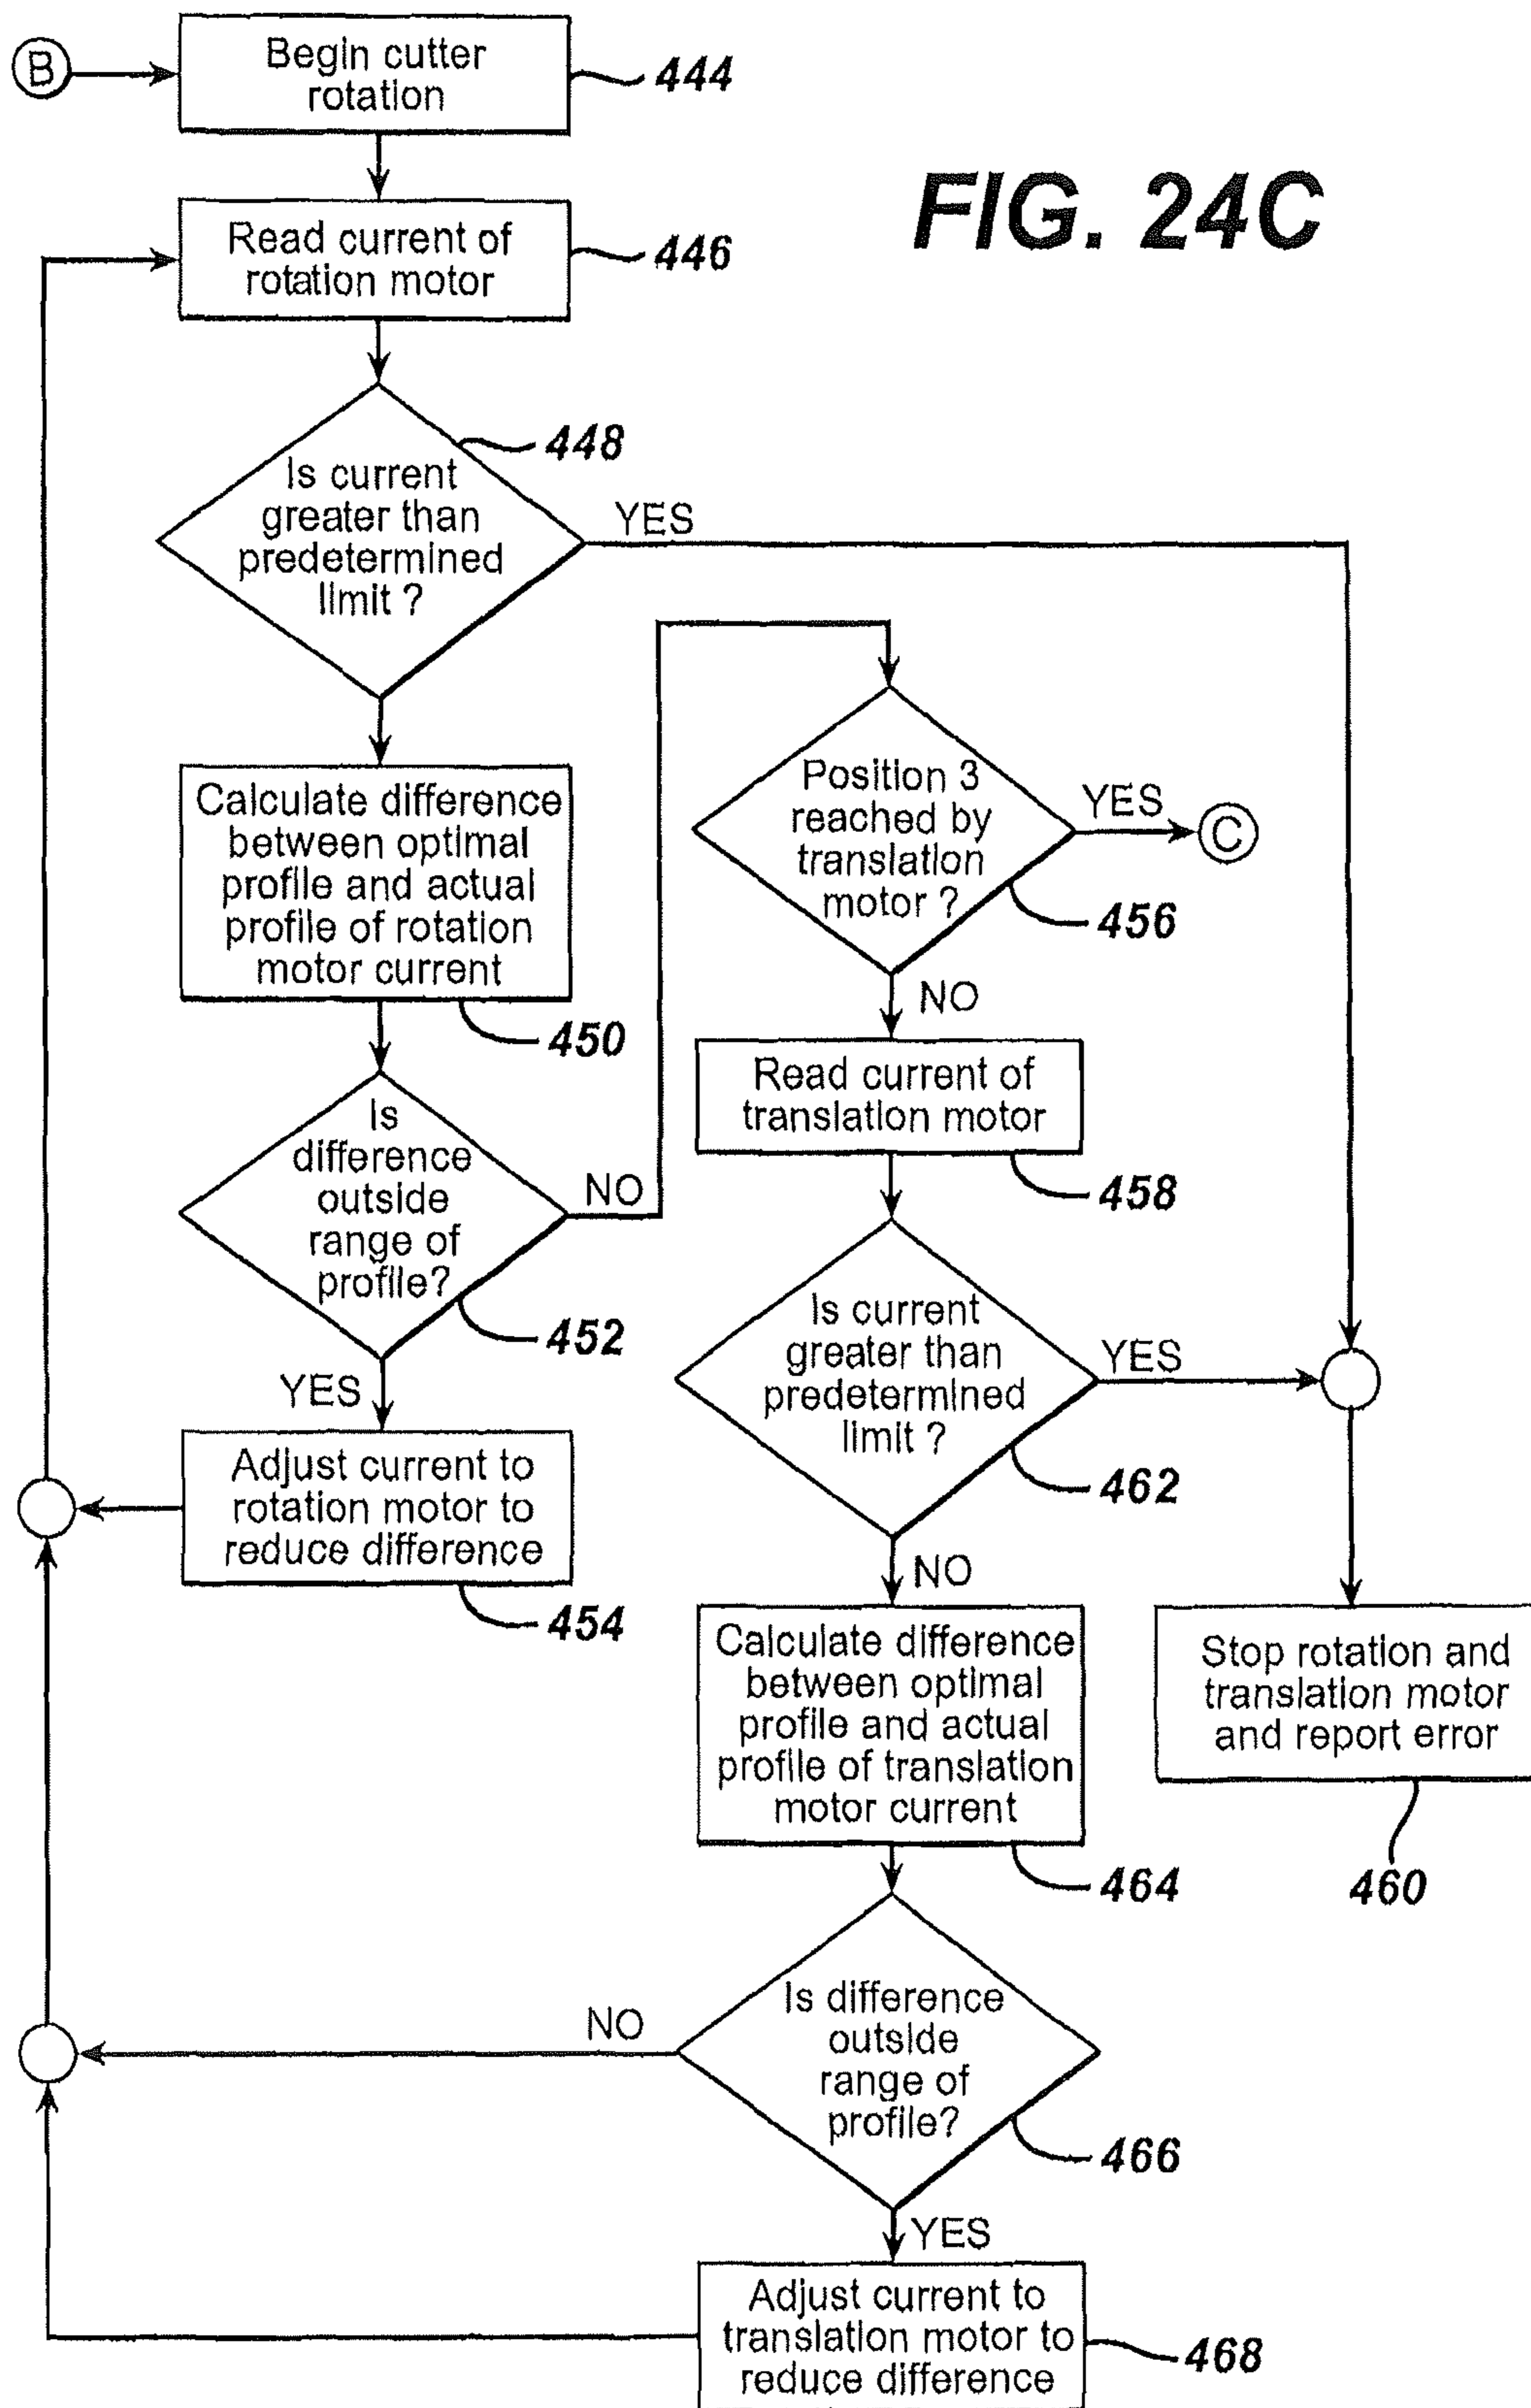 B
Begin cutter
rotation
444
FIG. 24C
Read current of
rotation motor
446
448
Is current
greater than
predetermined
limit ?
YES
Calculate difference
between optimal
profile and actual
profile of rotation
motor current
450
Is
difference
outside
range of
profile?
NO
452
YES
Adjust current to
rotation motor to
reduce difference
454
Position 3
reached by
translation
motor ?
YES
C
456
NO
Read current of
translation motor
458
Is current
greater than
predetermined
limit ?
YES
462
NO
Calculate difference
between optimal
profile and actual
profile of translation
motor current
464
Stop rotation and
translation motor
and report error
460
Is difference
outside
range of
profile?
NO
466
YES
Adjust current to
translation motor to
reduce difference
468